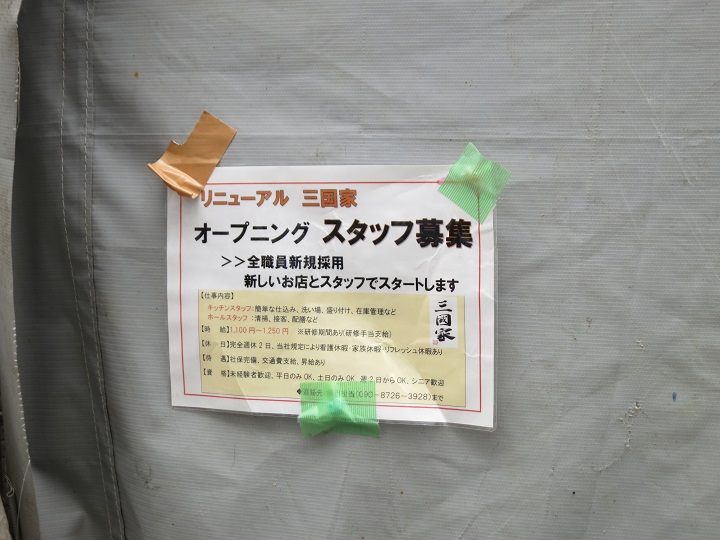 リニューアル 三国家
オープニング スタッフ募集
>>全職員新規採用
新しいお店とスタッフでスタートします
【仕事内容】
キッチンスタッフ:簡単な仕込み、洗い場、盛り付け、在庫管理など
ホールスタッフ:清掃、接客、配膳など
三國家
【時 給】1,100円~1,250円 ※研修期間あり(研修手当支給)
【休 日】完全週休2日、当社規定により看護休暇・家族休暇・リフレッシュ休暇あり
【待 遇】社保完備、交通費支給、昇給あり
【資 格】未経験者歓迎、平日のみOK、土日のみOK、週2日からOK、シニア歓迎
◆連絡先 担当(090-8726-3928)まで